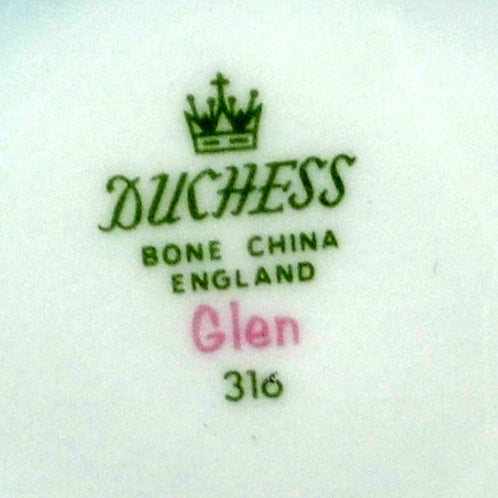 DUCHESS
BONE CHINA
ENGLAND
Glen
316